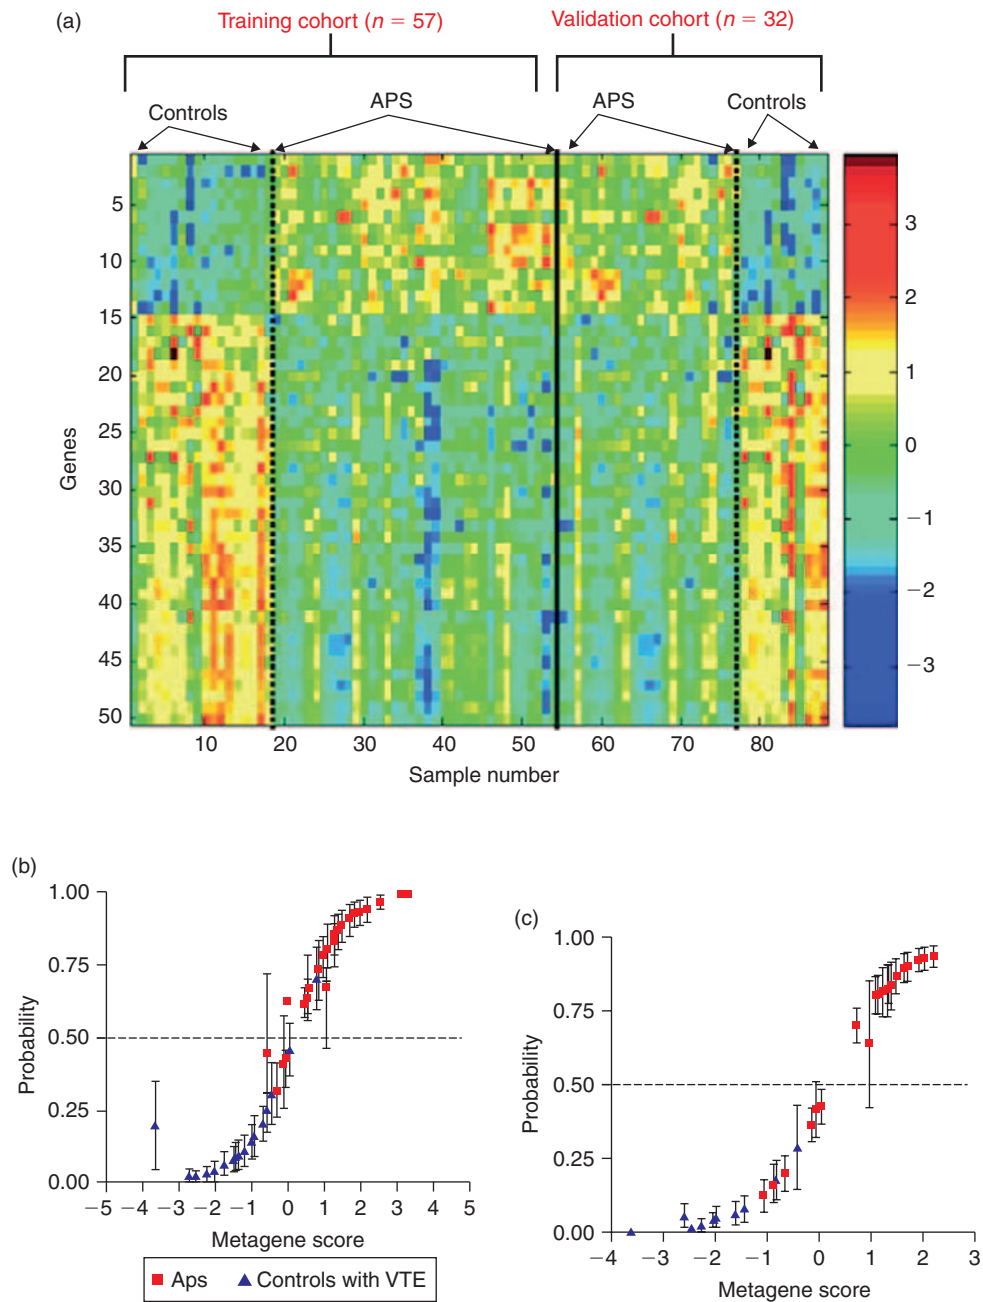 (a)
Training cohort (n = 57)
Validation cohort (n = 32)
Controls
APS
APS
Controls
Genes
5
10
15
20
25
30
35
40
45
50
10 20 30 40 50 60 70 80
Sample number
3
2
1
0
−1
−2
−3
(b)
Probability
1.00
0.75
0.50
0.25
0.00
−5 −4 −3 −2 −1 0 1 2 3 4 5
Metagene score
Aps
Controls with VTE
(c)
Probability
1.00
0.75
0.50
0.25
0.00
−4 −3 −2 −1 0 1 2 3
Metagene score